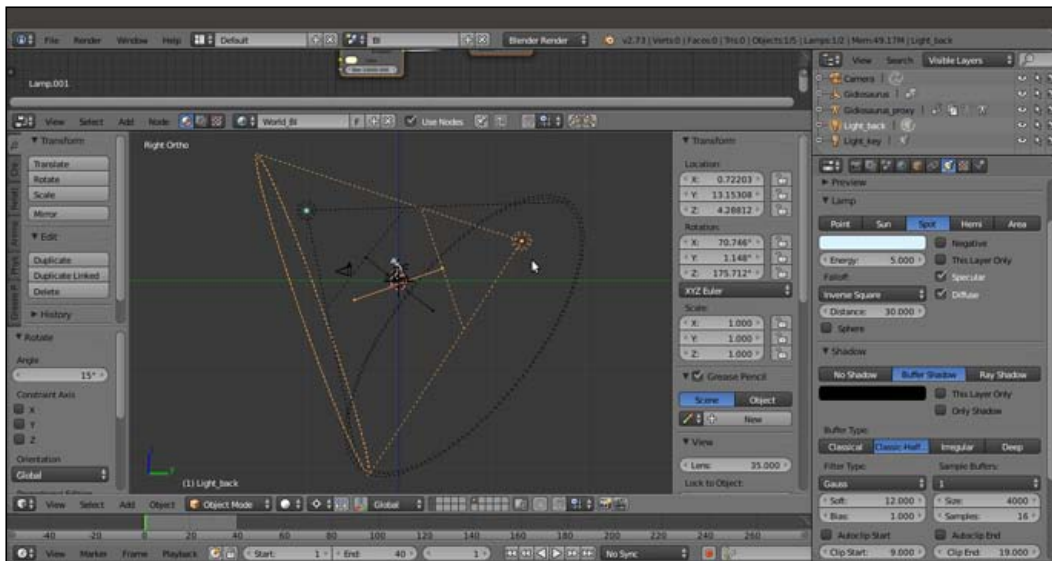 File Render Window Help Default BI Blender Render v2.73 | Verts:0 | Faces:0 | Tris:0 | Objects:1/5 | Lamps:1/2 | Mem:49.17M | Light_back
Lamp.001
View Select Add Node World_BI F Use Nodes
View Search Visible Layers
Camera
Gidiosaurus
Gidiosaurus_proxy
Light_back
Light_key
Transform
Translate
Rotate
Scale
Mirror
Edit
Duplicate
Duplicate Linked
Delete
History
Rotate
Angle
15°
Constraint Axis
X
Y
Z
Orientation
Global
Right Ortho
(1) Light_back
Transform
Location:
X: 0.72203
Y: 13.15308
Z: 4.28812
Rotation:
X: 70.746°
Y: 1.148°
Z: 175.712°
XYZ Euler
Scale:
X: 1.000
Y: 1.000
Z: 1.000
Grease Pencil
Scene Object
New
View
Lens: 35.000
Lock to Object:
Preview
Lamp
Point Sun Spot Hemi Area
Negative
Energy: 5.000 This Layer Only
Falloff: Specular
Inverse Square Diffuse
Distance: 30.000
Sphere
Shadow
No Shadow Buffer Shadow Ray Shadow
This Layer Only
Only Shadow
Buffer Type:
Classical Classic-Half Irregular Deep
Filter Type: Sample Buffers:
Gauss 1
Soft: 12.000 Size: 4000
Bias: 1.000 Samples: 16
Autoclip Start Autoclip End
Clip Start: 9.000 Clip End: 19.000
View Select Add Object Object Mode Global
-40 -20 0 20 40 60 80 100 120 140 160 180 200 220 240 260
View Marker Frame Playback Start: 1 End: 40 1 No Sync